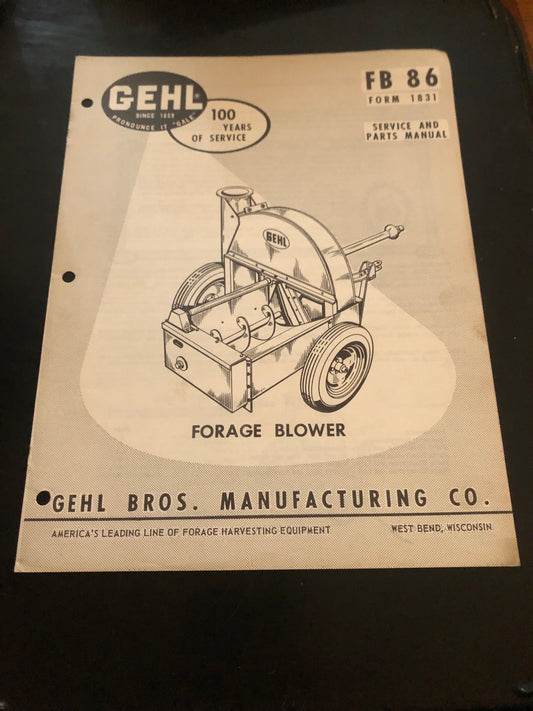 GEHL®
SINCE 1859
PRONOUNCE IT "GALE"
100
YEARS
OF SERVICE
FB 86
FORM 1831
SERVICE AND
PARTS MANUAL
GEHL
FORAGE BLOWER
GEHL BROS. MANUFACTURING CO.
AMERICA'S LEADING LINE OF FORAGE HARVESTING EQUIPMENT
WEST BEND, WISCONSIN